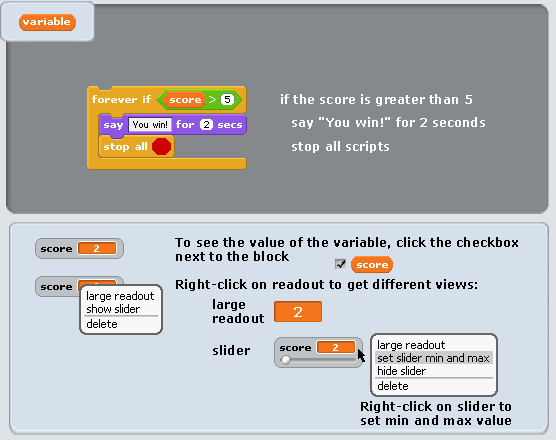 variable
forever if score > 5
say You win! for 2 secs
stop all
if the score is greater than 5
say "You win!" for 2 seconds
stop all scripts
score 2
score
large readout
show slider
delete
To see the value of the variable, click the checkbox
next to the block
score
Right-click on readout to get different views:
large
readout
2
slider
score 2
large readout
set slider min and max
hide slider
delete
Right-click on slider to
set min and max value